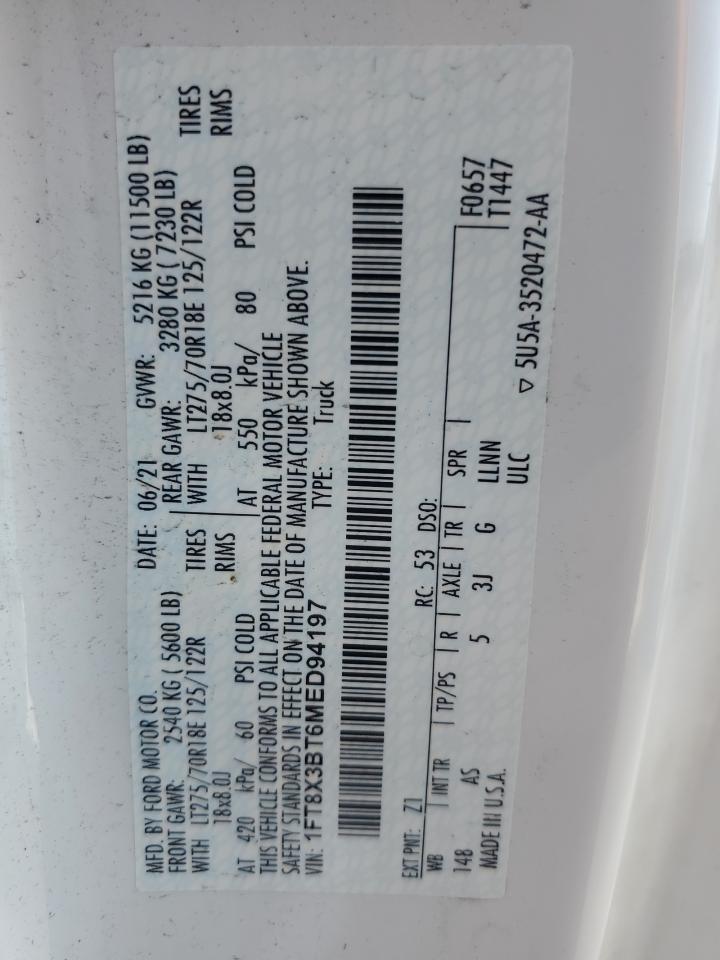 MFD. BY FORD MOTOR CO. DATE: 06/21 GVWR: 5216 KG (11500 LB)
FRONT GAWR: 2540 KG ( 5600 LB) REAR GAWR: 3280 KG ( 7230 LB)
WITH LT275/70R18E 125/122R TIRES WITH LT275/70R18E 125/122R TIRES
18x8.0J RIMS 18x8.0J RIMS
AT 420 kPa/ 60 PSI COLD AT 550 kPa/ 80 PSI COLD
THIS VEHICLE CONFORMS TO ALL APPLICABLE FEDERAL MOTOR VEHICLE
SAFETY STANDARDS IN EFFECT ON THE DATE OF MANUFACTURE SHOWN ABOVE.
VIN: 1FT8X3BT6MED94197 TYPE: Truck
EXT PNT: Z1 RC: 53 DSO:
WB INT TR TP/PS R AXLE TR SPR F0657
148 AS 5 3J G LLNN T1447
MADE IN U.S.A. ULC
▽ 5U5A-3520472-AA